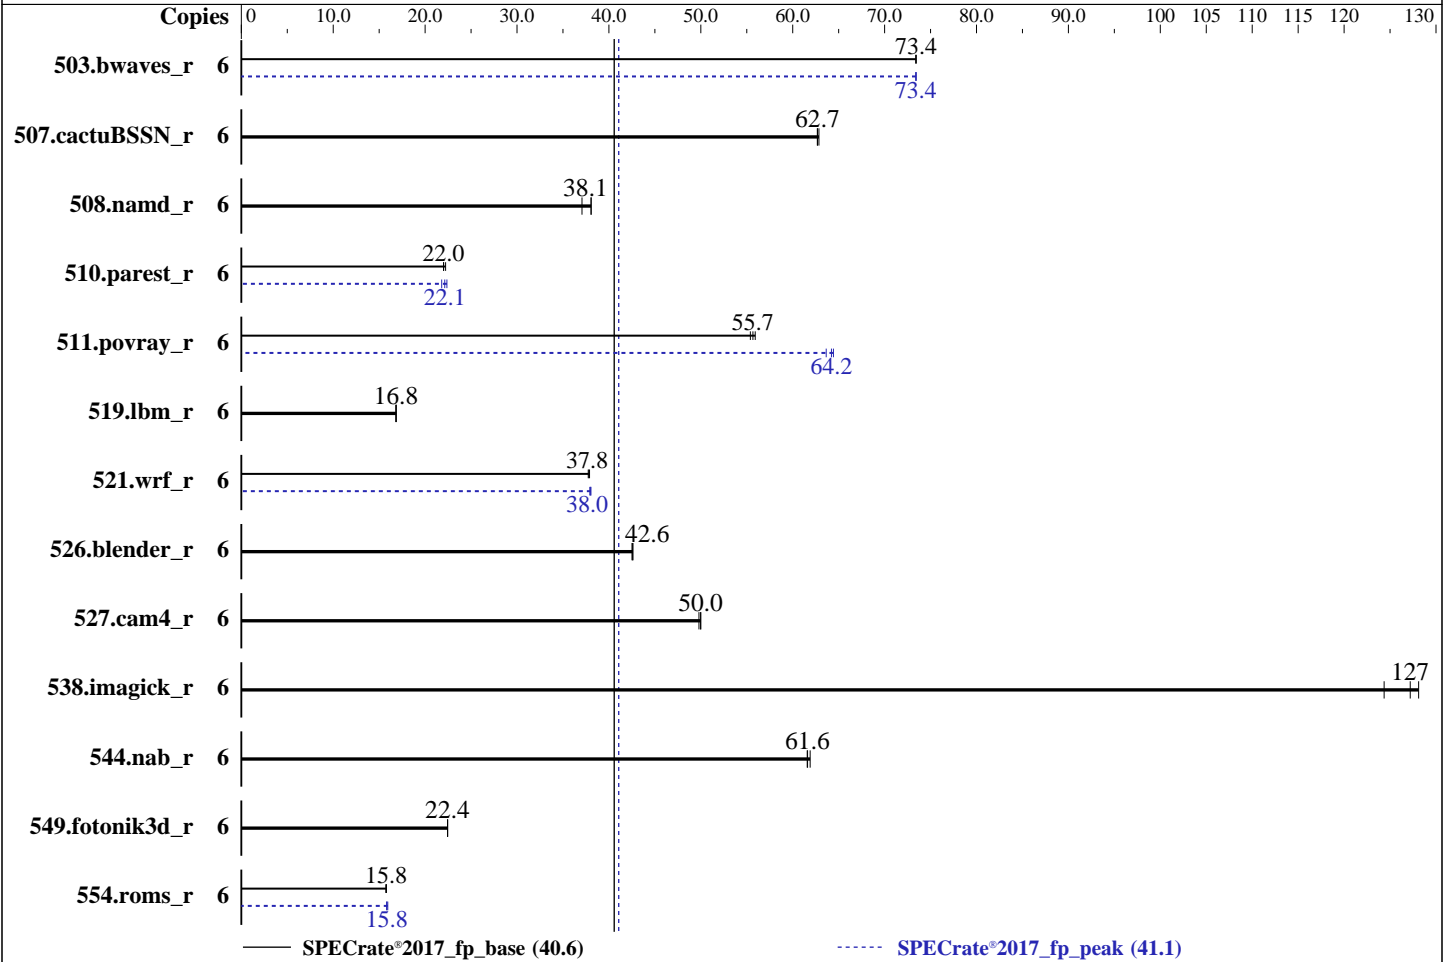 Copies 0 10.0 20.0 30.0 40.0 50.0 60.0 70.0 80.0 90.0 100 105 110 115 120 130
503.bwaves_r 6 73.4
73.4
507.cactuBSSN_r 6 62.7
508.namd_r 6 38.1
510.parest_r 6 22.0
22.1
511.povray_r 6 55.7
64.2
519.lbm_r 6 16.8
521.wrf_r 6 37.8
38.0
526.blender_r 6 42.6
527.cam4_r 6 50.0
538.imagick_r 6 127
544.nab_r 6 61.6
549.fotonik3d_r 6 22.4
554.roms_r 6 15.8
15.8
SPECrate®2017_fp_base (40.6) SPECrate®2017_fp_peak (41.1)